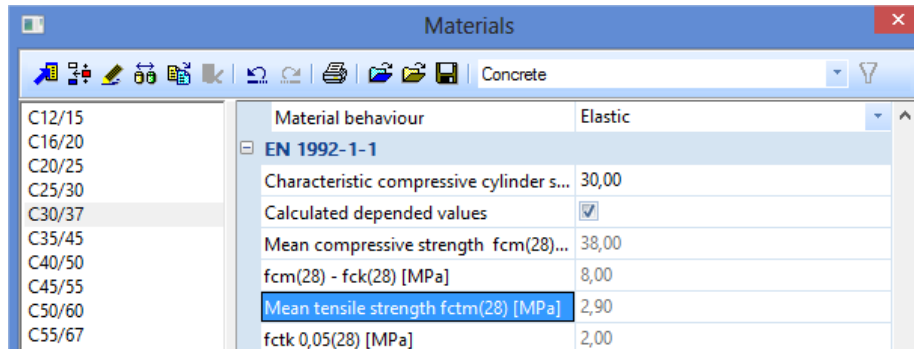 Materials
Concrete
C12/15
C16/20
C20/25
C25/30
C30/37
C35/45
C40/50
C45/55
C50/60
C55/67
Material behaviour Elastic
EN 1992-1-1
Characteristic compressive cylinder s... 30,00
Calculated depended values
Mean compressive strength fcm(28)... 38,00
fcm(28) - fck(28) [MPa] 8,00
Mean tensile strength fctm(28) [MPa] 2,90
fctk 0,05(28) [MPa] 2,00